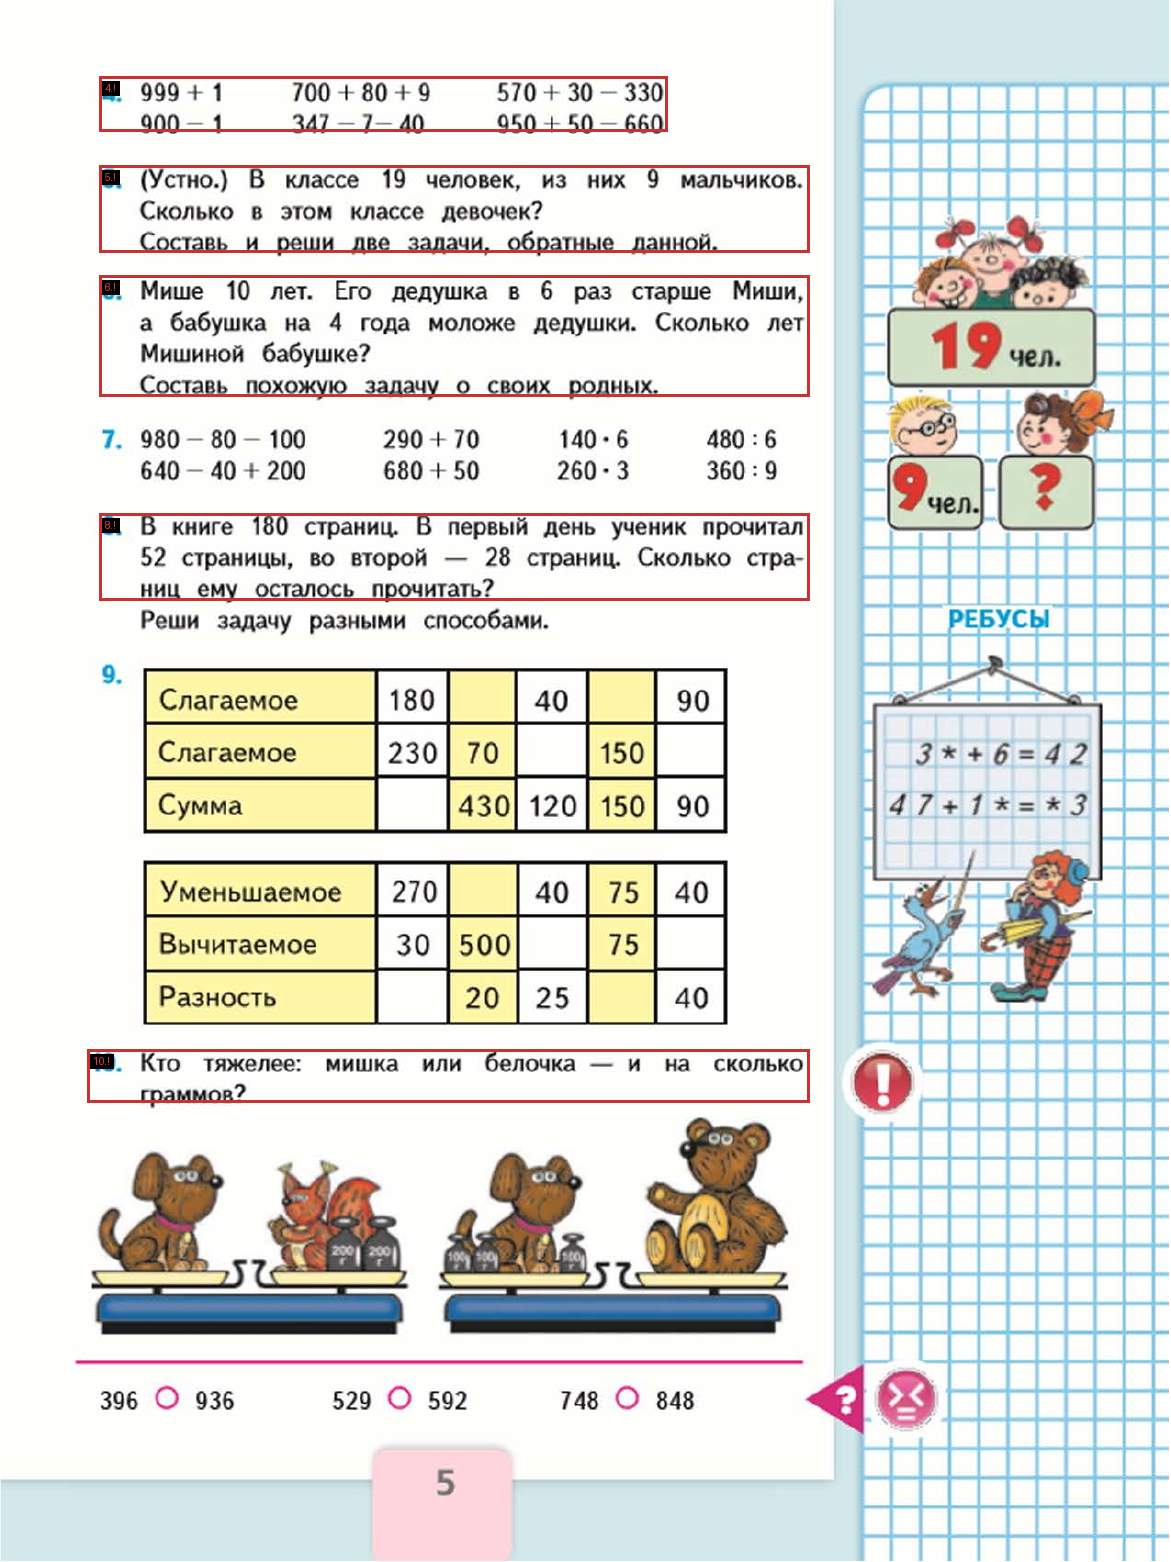 4. 999 + 1 700 + 80 + 9 570 + 30 − 330
900 − 1 347 − 7− 40 950 + 50 − 660
5. (Устно.) В классе 19 человек, из них 9 мальчиков.
Сколько в этом классе девочек?
Составь и реши две задачи, обратные данной.
6. Мише 10 лет. Его дедушка в 6 раз старше Миши,
а бабушка на 4 года моложе дедушки. Сколько лет
Мишиной бабушке?
Составь похожую задачу о своих родных.
7. 980 − 80 − 100 290 + 70 140 · 6 480 : 6
640 − 40 + 200 680 + 50 260 · 3 360 : 9
8. В книге 180 страниц. В первый день ученик прочитал
52 страницы, во второй — 28 страниц. Сколько стра-
ниц ему осталось прочитать?
Реши задачу разными способами.
9.
Слагаемое 180 40 90
Слагаемое 230 70 150
Сумма 430 120 150 90
Уменьшаемое 270 40 75 40
Вычитаемое 30 500 75
Разность 20 25 40
10. Кто тяжелее: мишка или белочка — и на сколько
граммов?
200 г 200 г
100 г 100 г 100 г
396 936 529 592 748 848
?
5
19 чел.
9 чел. ?
РЕБУСЫ
3 * + 6 = 4 2
4 7 + 1 * = * 3
!